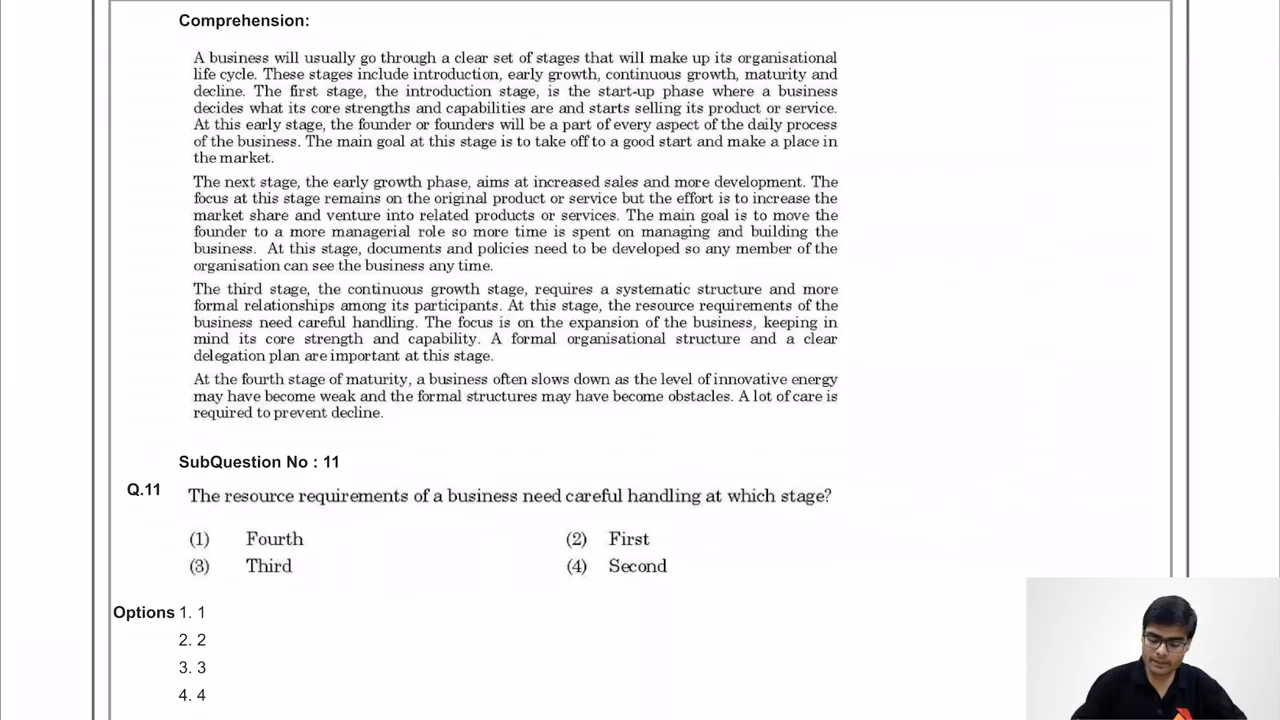 Comprehension:
A business will usually go through a clear set of stages that will make up its organisational
life cycle. These stages include introduction, early growth, continuous growth, maturity and
decline. The first stage, the introduction stage, is the start-up phase where a business
decides what its core strengths and capabilities are and starts selling its product or service.
At this early stage, the founder or founders will be a part of every aspect of the daily process
of the business. The main goal at this stage is to take off to a good start and make a place in
the market.
The next stage, the early growth phase, aims at increased sales and more development. The
focus at this stage remains on the original product or service but the effort is to increase the
market share and venture into related products or services. The main goal is to move the
founder to a more managerial role so more time is spent on managing and building the
business. At this stage, documents and policies need to be developed so any member of the
organisation can see the business any time.
The third stage, the continuous growth stage, requires a systematic structure and more
formal relationships among its participants. At this stage, the resource requirements of the
business need careful handling. The focus is on the expansion of the business, keeping in
mind its core strength and capability. A formal organisational structure and a clear
delegation plan are important at this stage.
At the fourth stage of maturity, a business often slows down as the level of innovative energy
may have become weak and the formal structures may have become obstacles. A lot of care is
required to prevent decline.
SubQuestion No : 11
Q.11 The resource requirements of a business need careful handling at which stage?
(1) Fourth (2) First
(3) Third (4) Second
Options 1. 1
2. 2
3. 3
4. 4